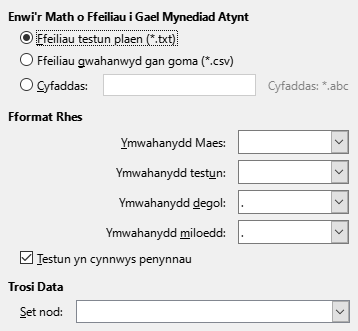 Enwi'r Math o Ffeiliau i Gael Mynediad Atynt
Ffeiliau testun plaen (*.txt)
Ffeiliau gwahanwyd gan goma (*.csv)
Cyfaddas: Cyfaddas: *.abc
Fformat Rhes
Ymwahanydd Maes:
Ymwahanydd testun:
Ymwahanydd degol: .
Ymwahanydd miloedd: .
Testun yn cynnwys penynnau
Trosi Data
Set nod: